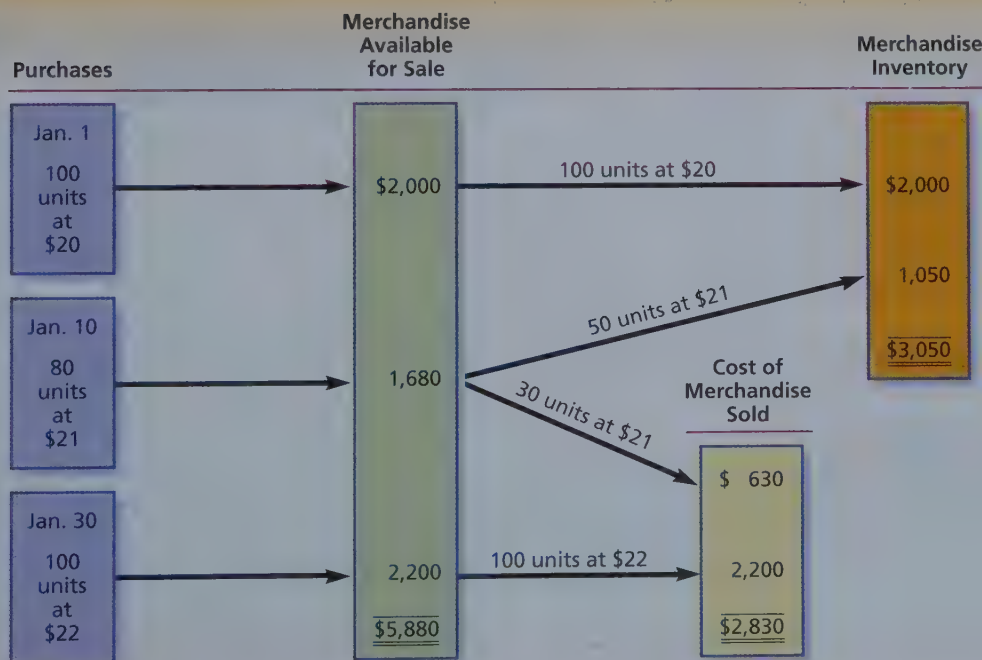 Purchases
Merchandise
Available
for Sale
Merchandise
Inventory
Jan. 1
100
units
at
$20
$2,000
100 units at $20
$2,000
Jan. 10
80
units
at
$21
1,680
50 units at $21
1,050
$3,050
30 units at $21
Cost of
Merchandise
Sold
$ 630
Jan. 30
100
units
at
$22
2,200
100 units at $22
2,200
$5,880
$2,830